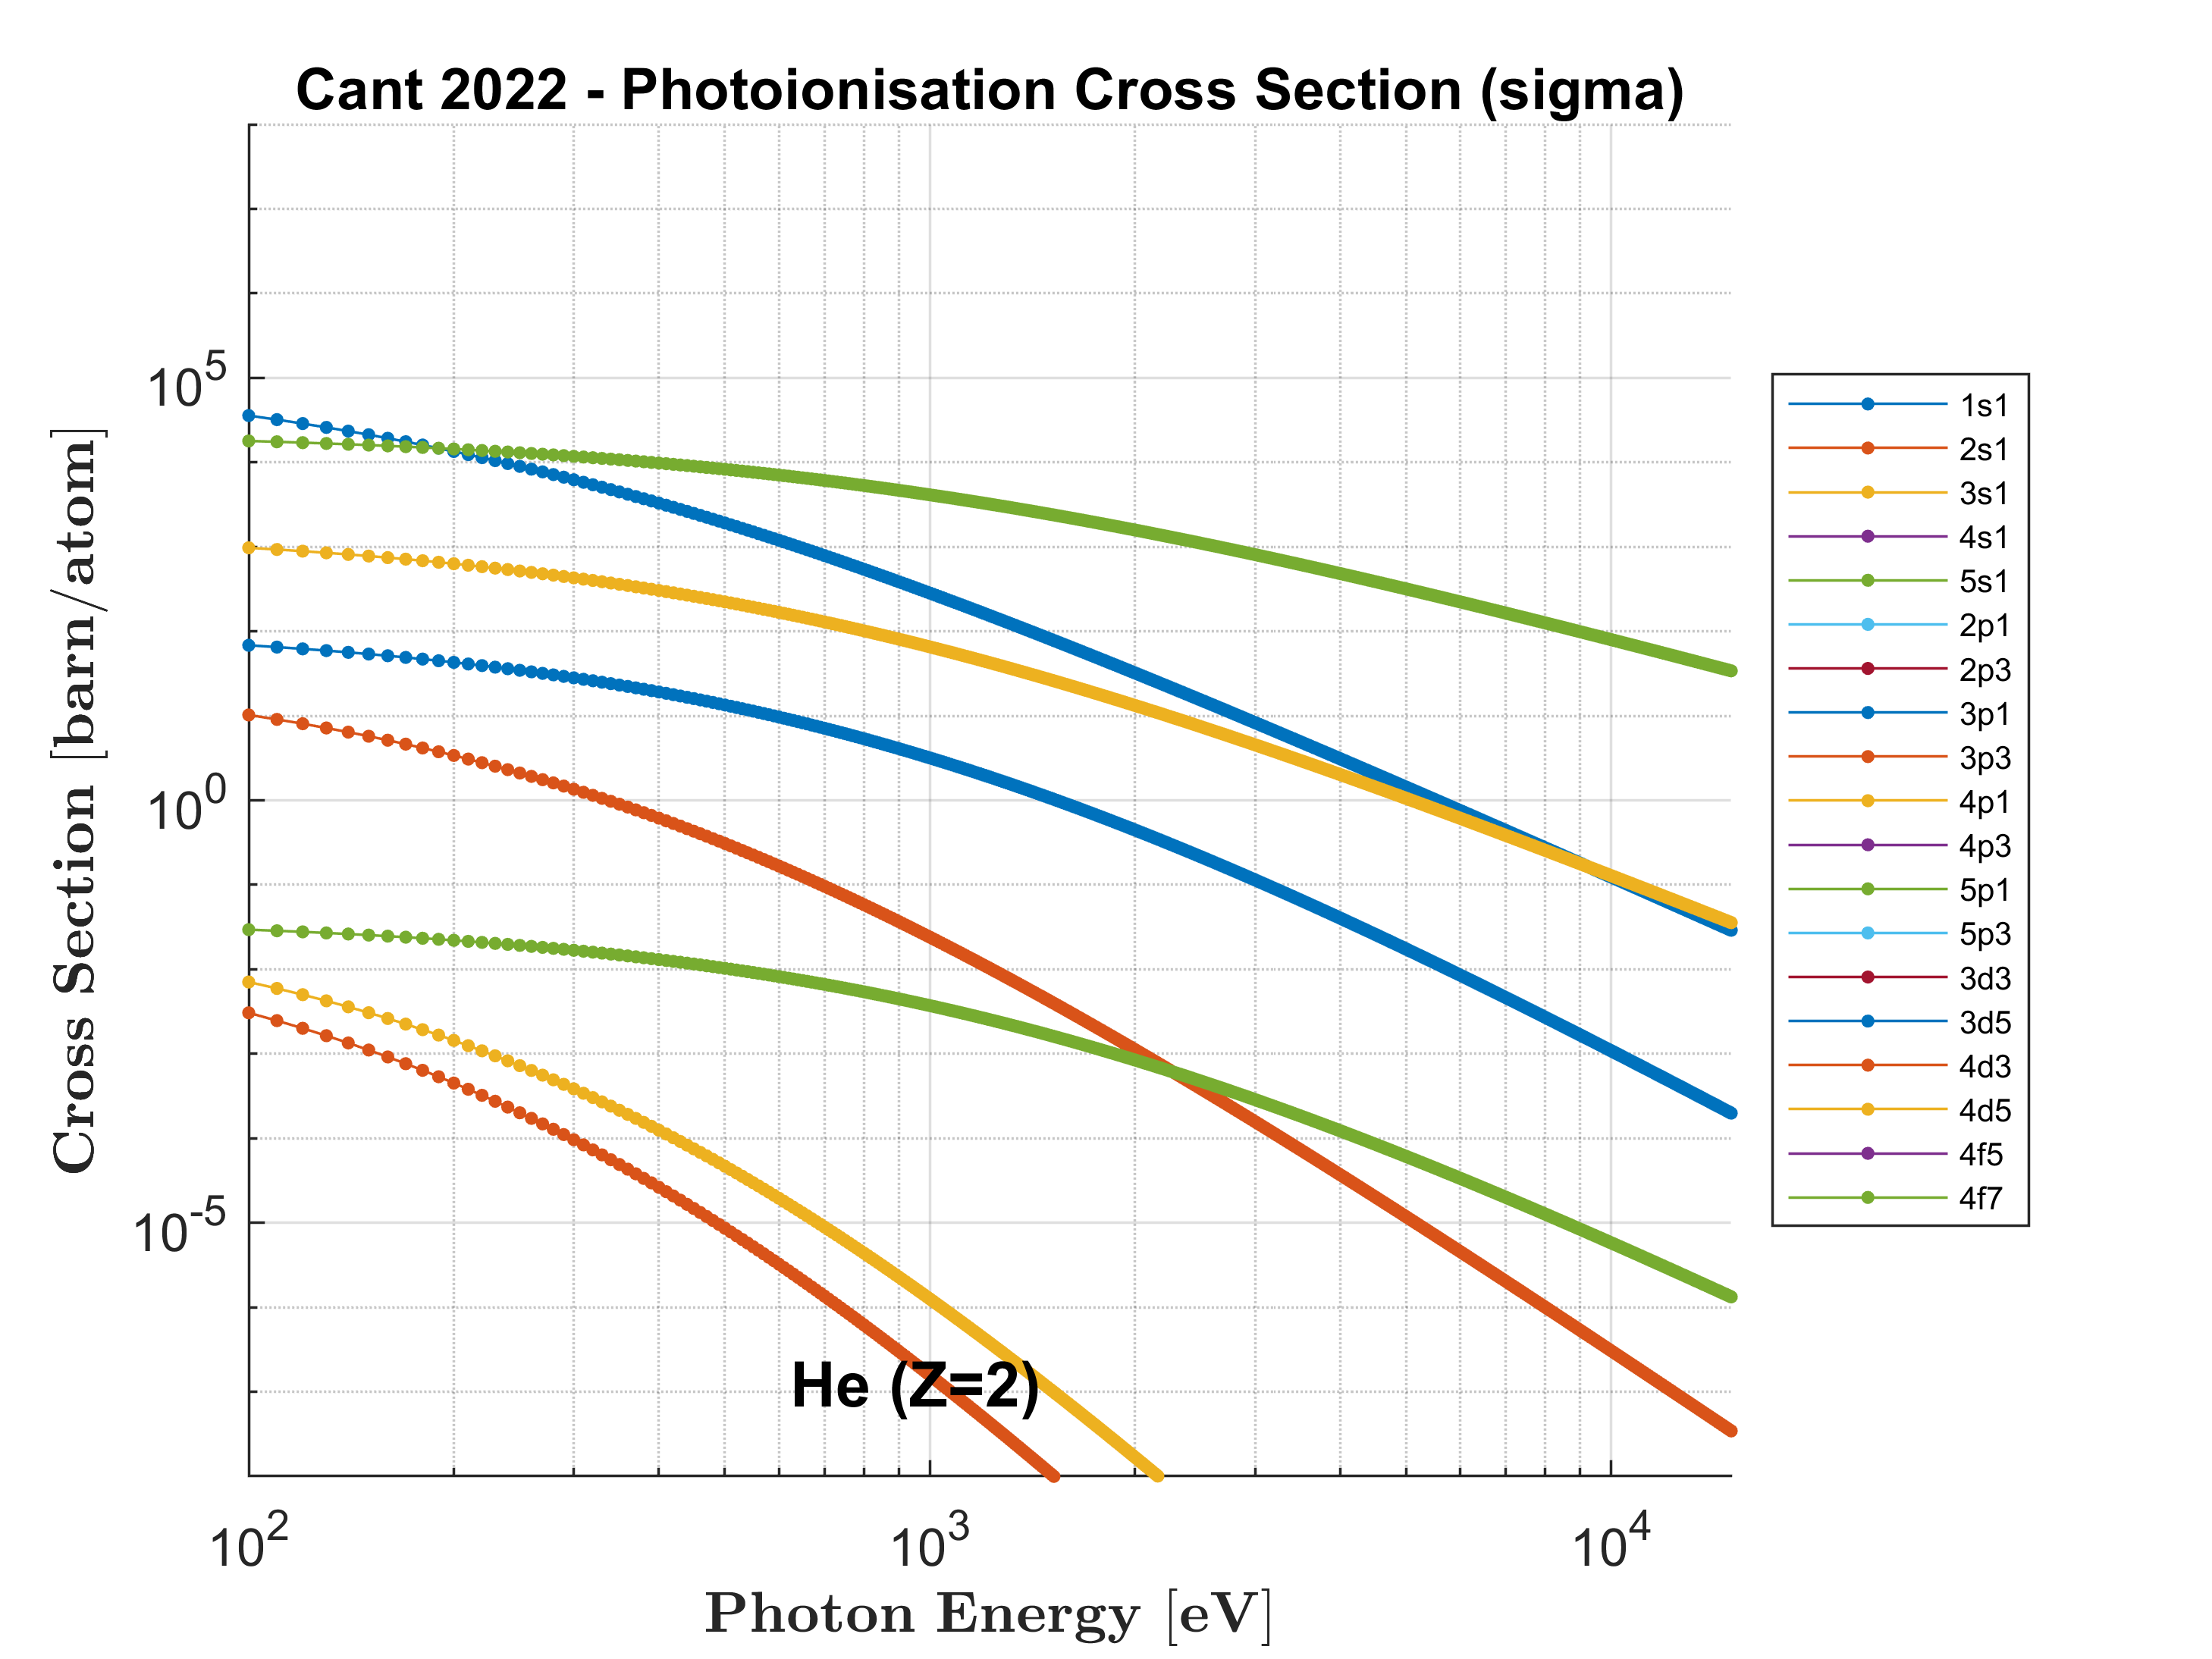 Cant 2022 - Photoionisation Cross Section (sigma)
Cross Section [barn/atom]
10^5
10^0
10^-5
He (Z=2)
10^2
10^3
10^4
Photon Energy [eV]
1s1
2s1
3s1
4s1
5s1
2p1
2p3
3p1
3p3
4p1
4p3
5p1
5p3
3d3
3d5
4d3
4d5
4f5
4f7